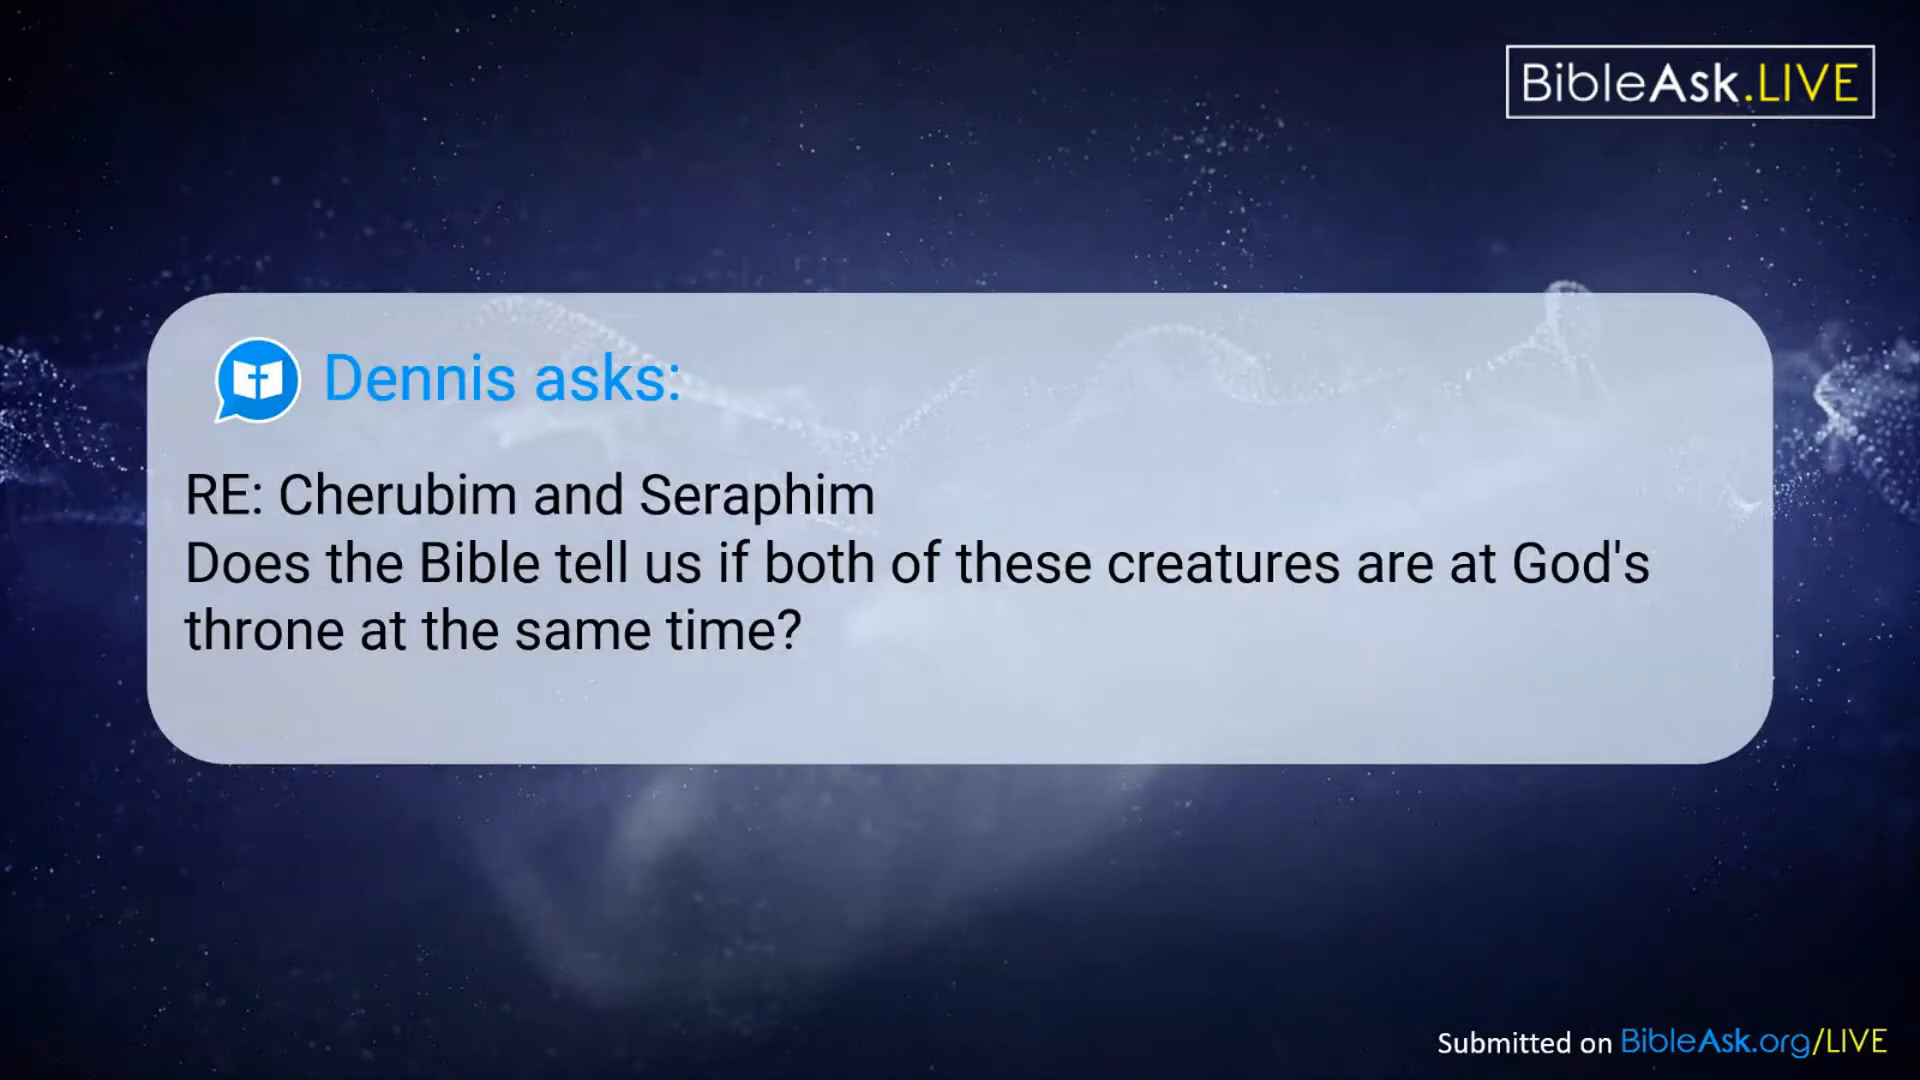 BibleAsk.LIVE
Dennis asks:
RE: Cherubim and Seraphim
Does the Bible tell us if both of these creatures are at God's
throne at the same time?
Submitted on BibleAsk.org/LIVE